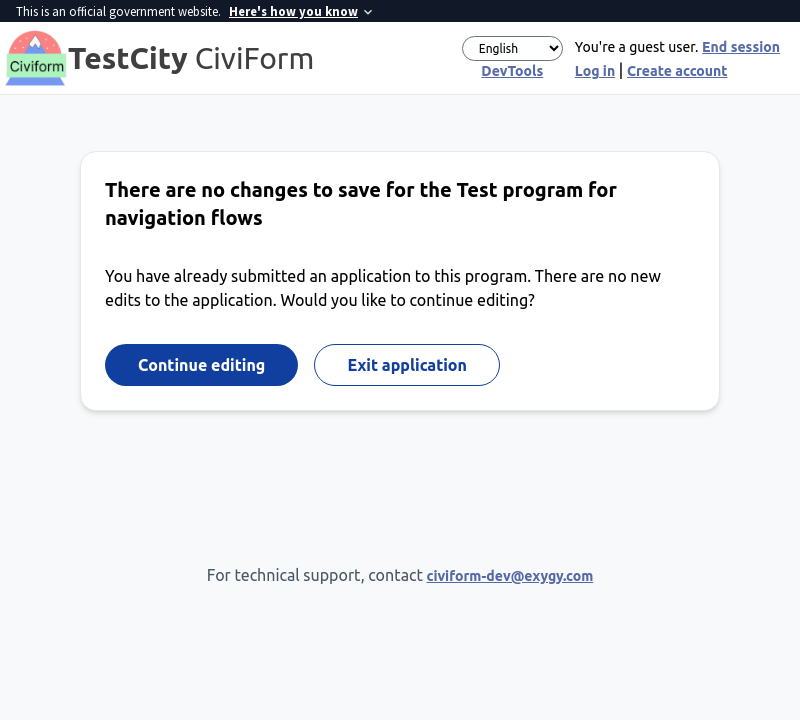 This is an official government website. Here's how you know
Civiform
TestCity CiviForm
English
You're a guest user. End session
DevTools
Log in | Create account
There are no changes to save for the Test program for
navigation flows
You have already submitted an application to this program. There are no new
edits to the application. Would you like to continue editing?
Continue editing
Exit application
For technical support, contact civiform-dev@exygy.com